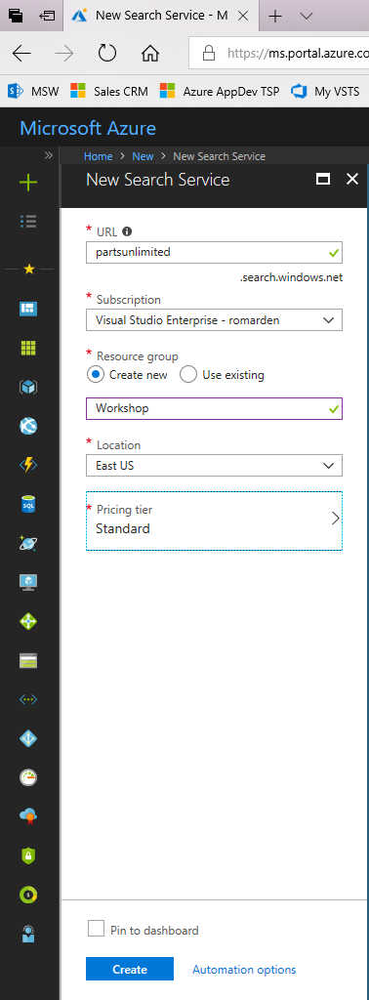 New Search Service - M
https://ms.portal.azure.co
MSW Sales CRM Azure AppDev TSP My VSTS
Microsoft Azure
Home > New > New Search Service
New Search Service
* URL
partsunlimited
.search.windows.net
* Subscription
Visual Studio Enterprise - romarden
* Resource group
Create new Use existing
Workshop
* Location
East US
* Pricing tier
Standard
SQL
Pin to dashboard
Create Automation options